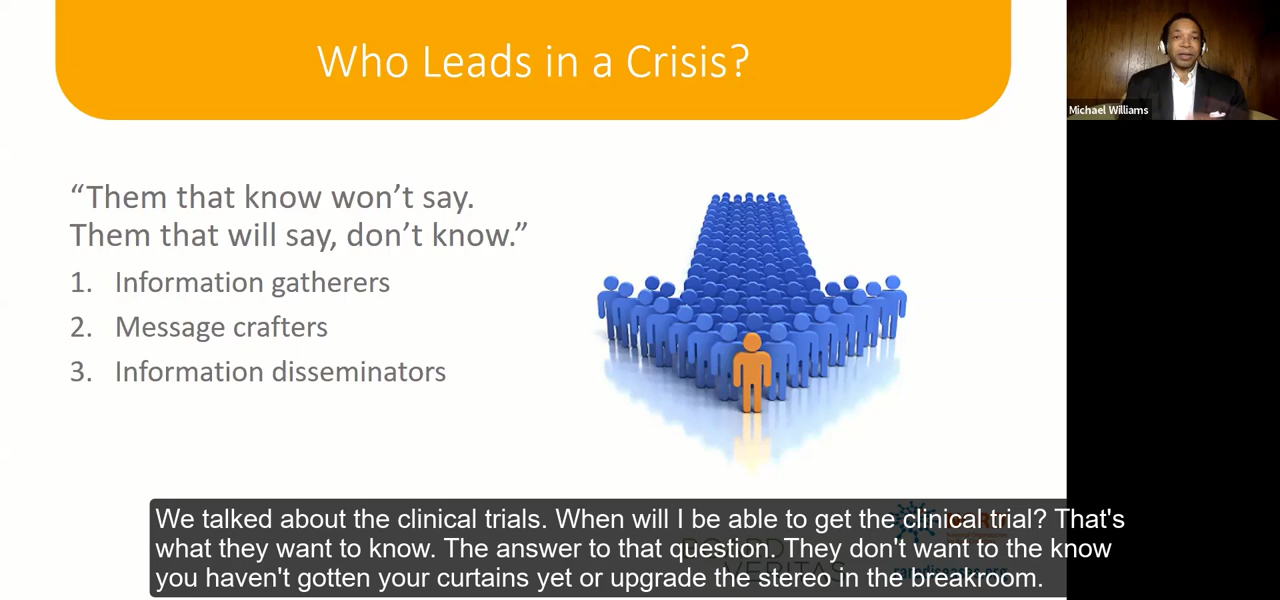 Who Leads in a Crisis?
Michael Williams
“Them that know won’t say.
Them that will say, don’t know.”
1. Information gatherers
2. Message crafters
3. Information disseminators
We talked about the clinical trials. When will I be able to get the clinical trial? That's
what they want to know. The answer to that question. They don't want to the know
you haven't gotten your curtains yet or upgrade the stereo in the breakroom.